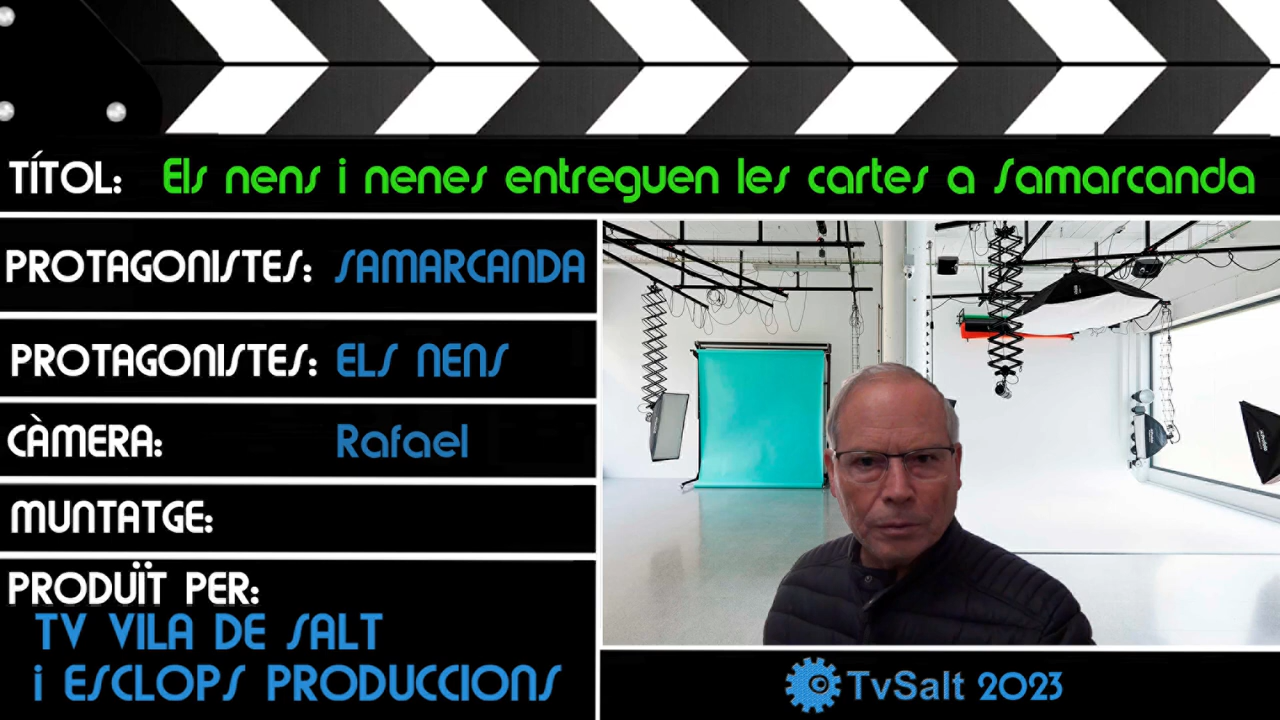 TÍTOL: Els nens i nenes entreguen les cartes a Samarcanda
PROTAGONISTES: SAMARCANDA
PROTAGONISTES: ELS NENS
CÀMERA: Rafael
MUNTATGE:
PRODUÏT PER:
TV VILA DE SALT
i ESCLOPS PRODUCCIONS
© TvSalt 2023